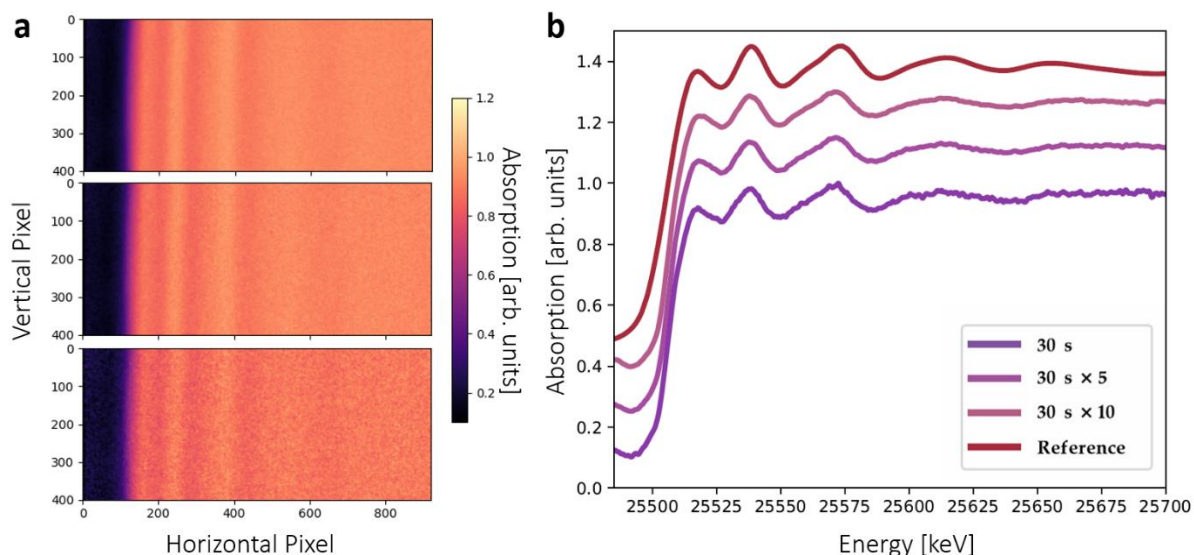 a
0
100
200
300
400
0
100
200
300
400
0
100
200
300
400
0 200 400 600 800
Vertical Pixel
Horizontal Pixel
1.2
1.0
0.8
0.6
0.4
0.2
Absorption [arb. units]
b
1.4
1.2
1.0
0.8
0.6
0.4
0.2
0.0
Absorption [arb. units]
30 s
30 s × 5
30 s × 10
Reference
25500 25525 25550 25575 25600 25625 25650 25675 25700
Energy [keV]